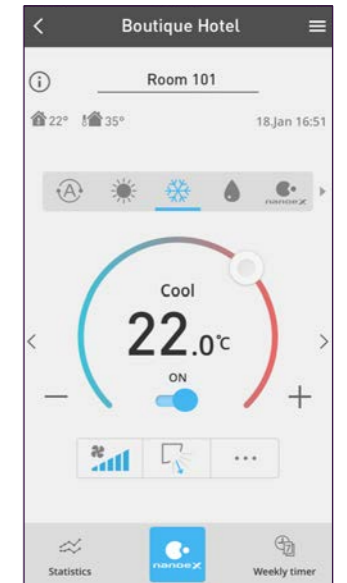 Boutique Hotel
Room 101
22° 35° 18.Jan 16:51
A nanoe X
Cool
22.0°C
ON
Statistics nanoe X Weekly timer